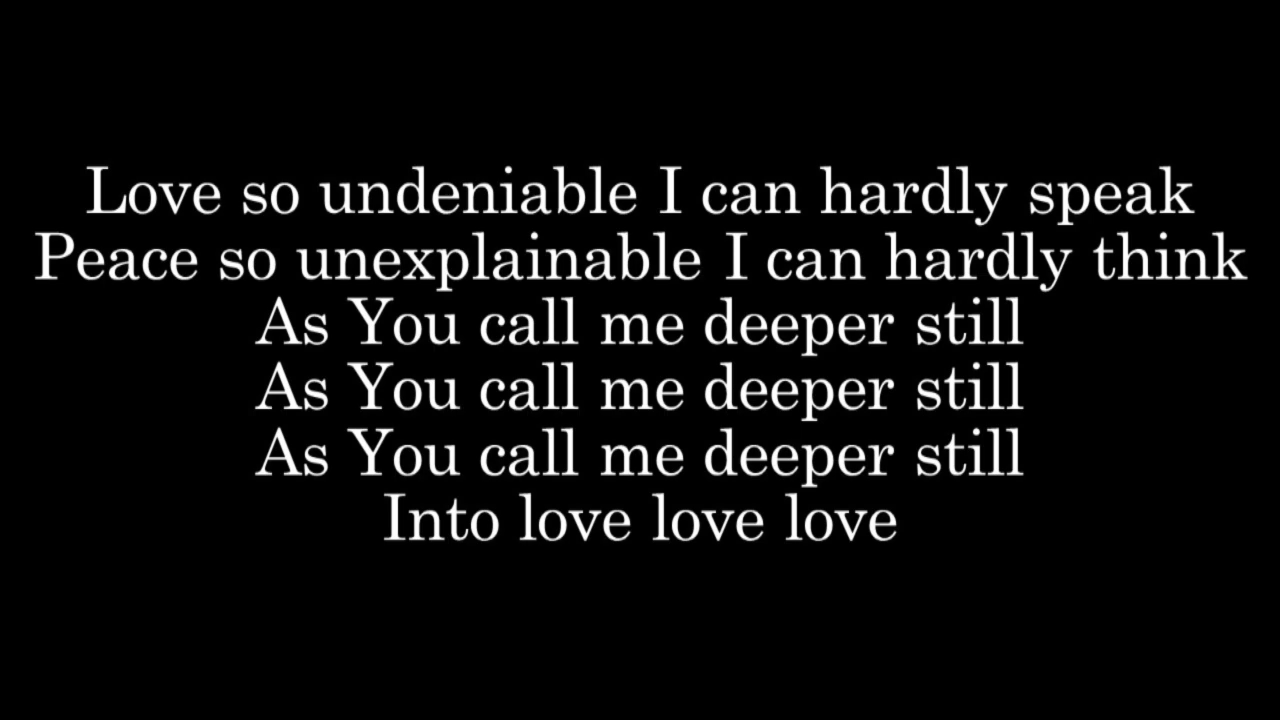 Love so undeniable I can hardly speak
Peace so unexplainable I can hardly think
As You call me deeper still
As You call me deeper still
As You call me deeper still
Into love love love